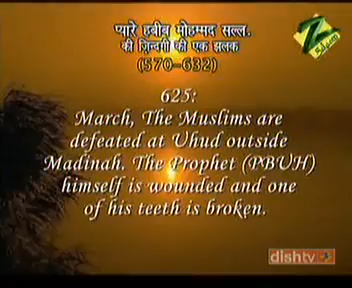 प्यारे हबीब मोहम्मद सल्ल.
की ज़िन्दगी की एक झलक
(570-632)
625:
March, The Muslims are
defeated at Uhud outside
Madinah. The Prophet (PBUH)
himself is wounded and one
of his teeth is broken.
dishtv